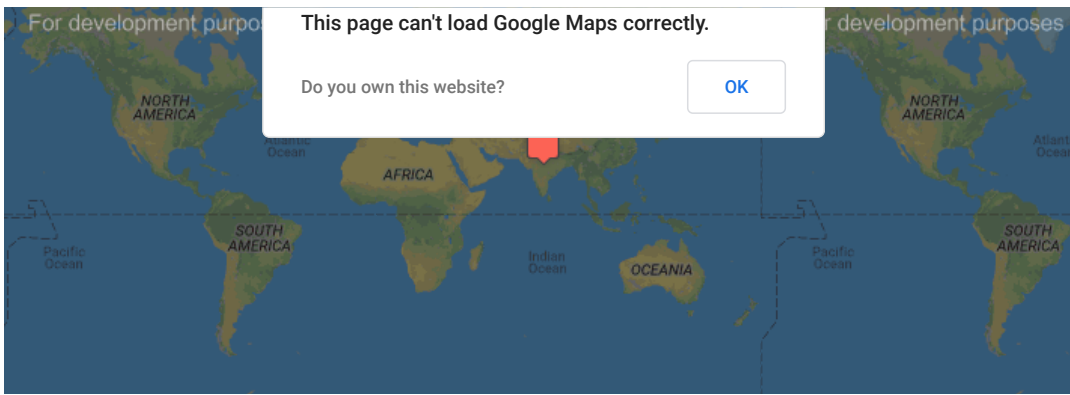 For development purpo
This page can't load Google Maps correctly.
r development purposes
Do you own this website?
OK
NORTH
AMERICA
NORTH
AMERICA
Atlantic
Ocean
Atlant
Ocea
AFRICA
SOUTH
AMERICA
SOUTH
AMERICA
Pacific
Ocean
Indian
Ocean
Pacific
Ocean
OCEANIA